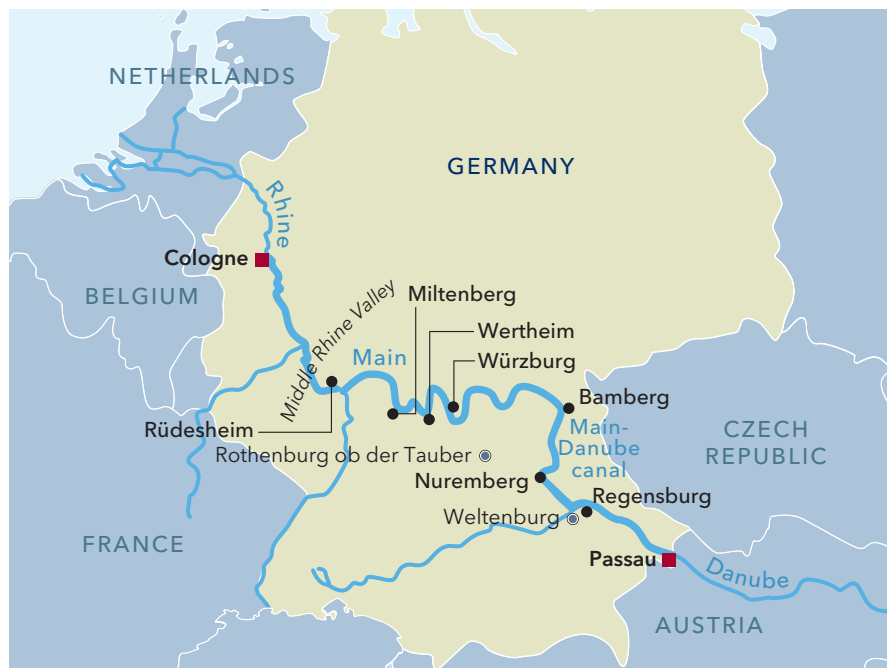 NETHERLANDS
GERMANY
Rhine
Cologne
BELGIUM
Middle Rhine Valley
Miltenberg
Wertheim
Main
Würzburg
Bamberg
Rüdesheim
Main-
Danube
canal
CZECH
REPUBLIC
Rothenburg ob der Tauber
Nuremberg
Regensburg
Weltenburg
FRANCE
Passau
Danube
AUSTRIA